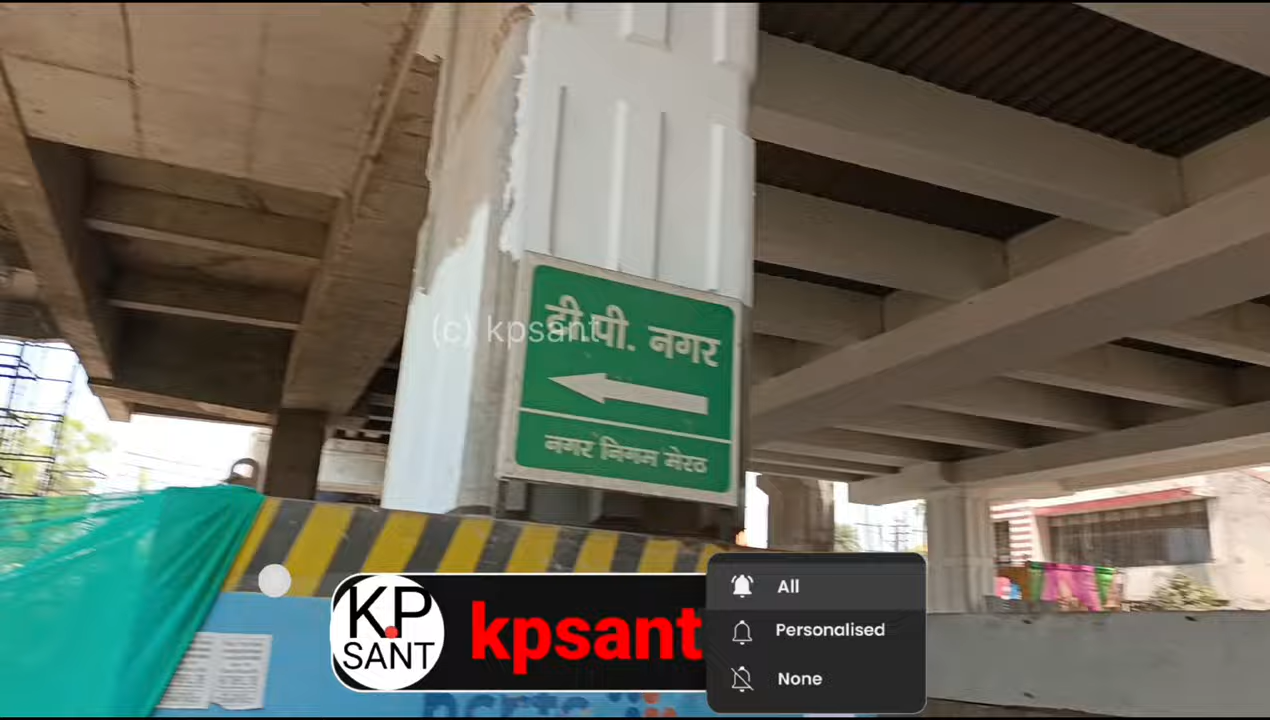 टी.पी. नगर
(c) kpsant
नगर निगम मेरठ
All
KP
SANT
kpsant
Personalised
None